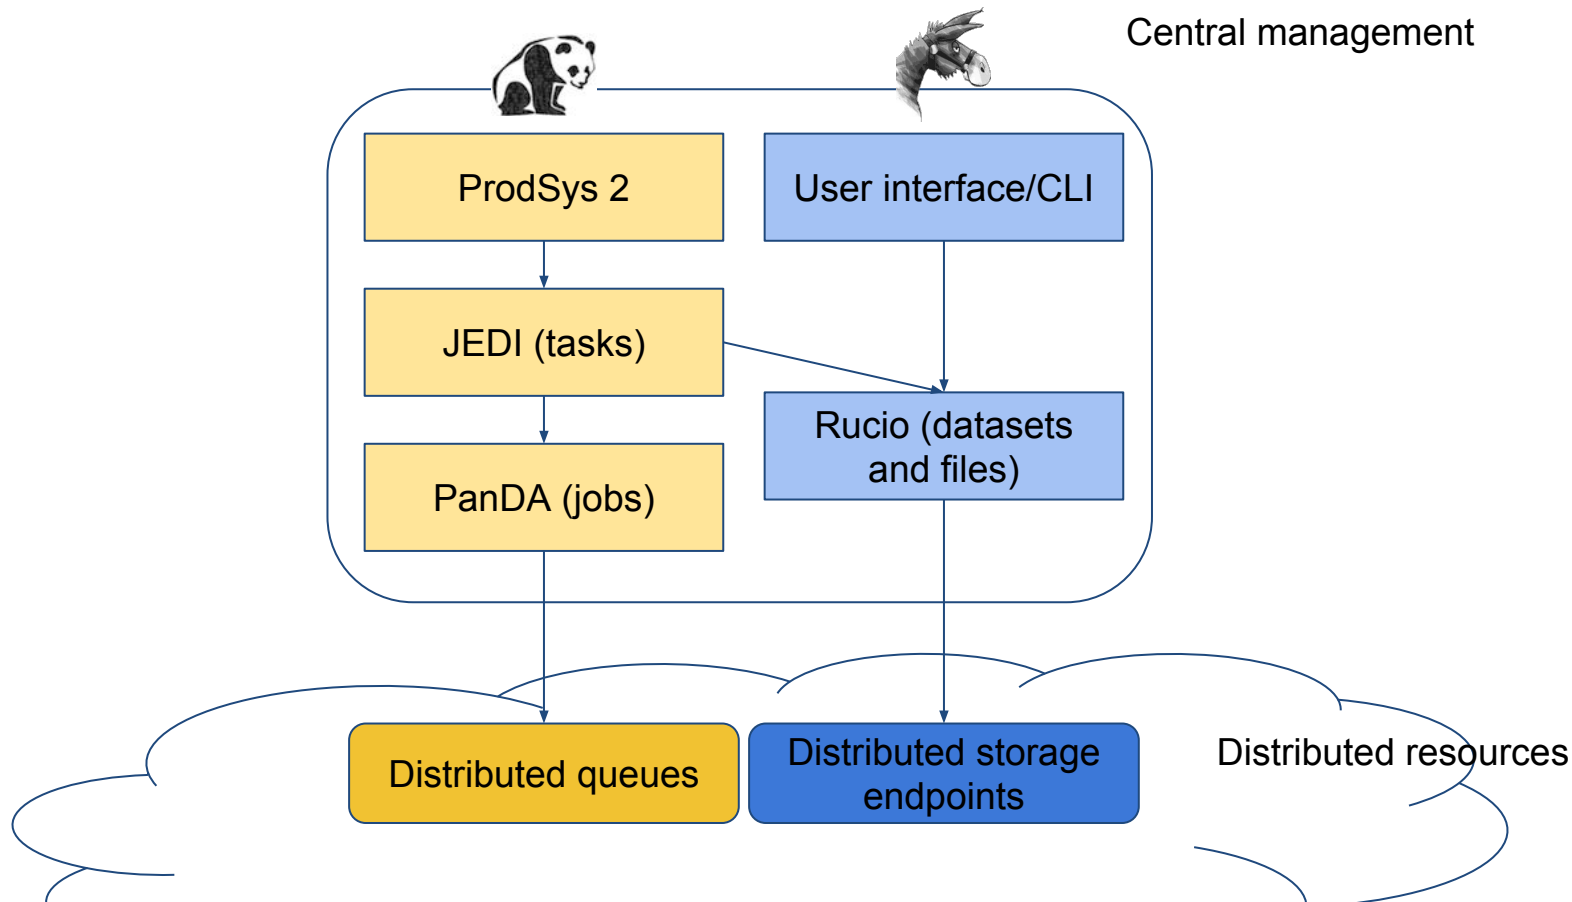 Central management
ProdSys 2
User interface/CLI
JEDI (tasks)
Rucio (datasets
and files)
PanDA (jobs)
Distributed queues
Distributed storage
endpoints
Distributed resources